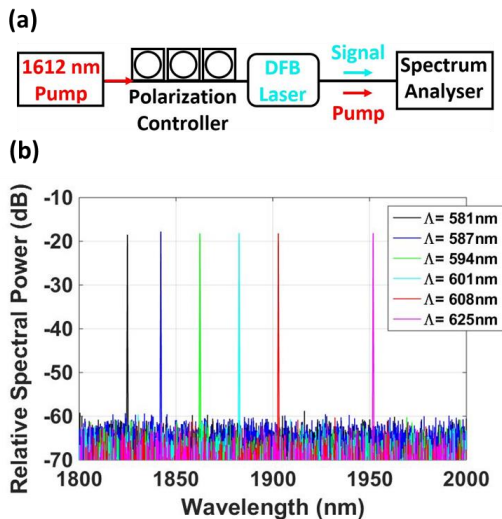 (a)
1612 nm
Pump
Polarization
Controller
DFB
Laser
Signal
Pump
Spectrum
Analyser
(b)
Relative Spectral Power (dB)
-10
-20
-30
-40
-50
-60
-70
Λ= 581nm
Λ= 587nm
Λ= 594nm
Λ= 601nm
Λ= 608nm
Λ= 625nm
1800
1850
1900
1950
2000
Wavelength (nm)